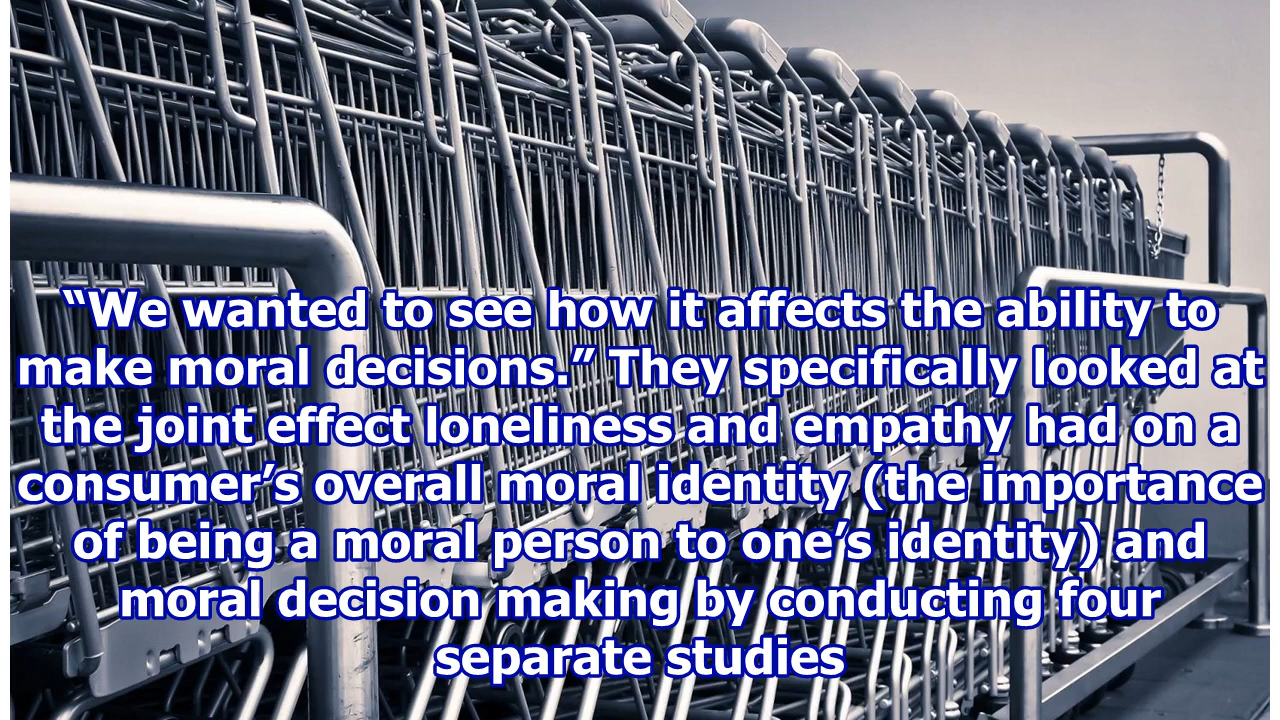 “We wanted to see how it affects the ability to
make moral decisions.” They specifically looked at
the joint effect loneliness and empathy had on a
consumer’s overall moral identity (the importance
of being a moral person to one’s identity) and
moral decision making by conducting four
separate studies